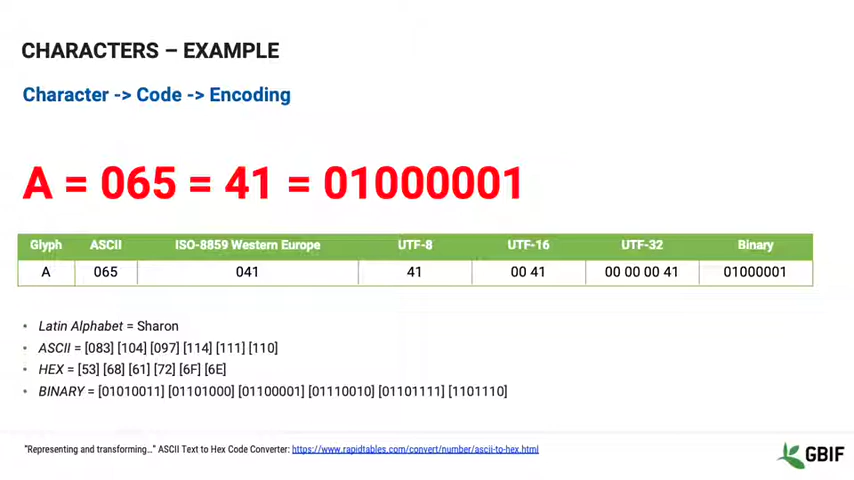 CHARACTERS – EXAMPLE
Character -> Code -> Encoding
A = 065 = 41 = 01000001
Glyph ASCII ISO-8859 Western Europe UTF-8 UTF-16 UTF-32 Binary
A 065 041 41 00 41 00 00 00 41 01000001
• Latin Alphabet = Sharon
• ASCII = [083] [104] [097] [114] [111] [110]
• HEX = [53] [68] [61] [72] [6F] [6E]
• BINARY = [01010011] [01101000] [01100001] [01110010] [01101111] [1101110]
"Representing and transforming..." ASCII Text to Hex Code Converter: https://www.rapidtables.com/convert/number/ascii-to-hex.html
GBIF